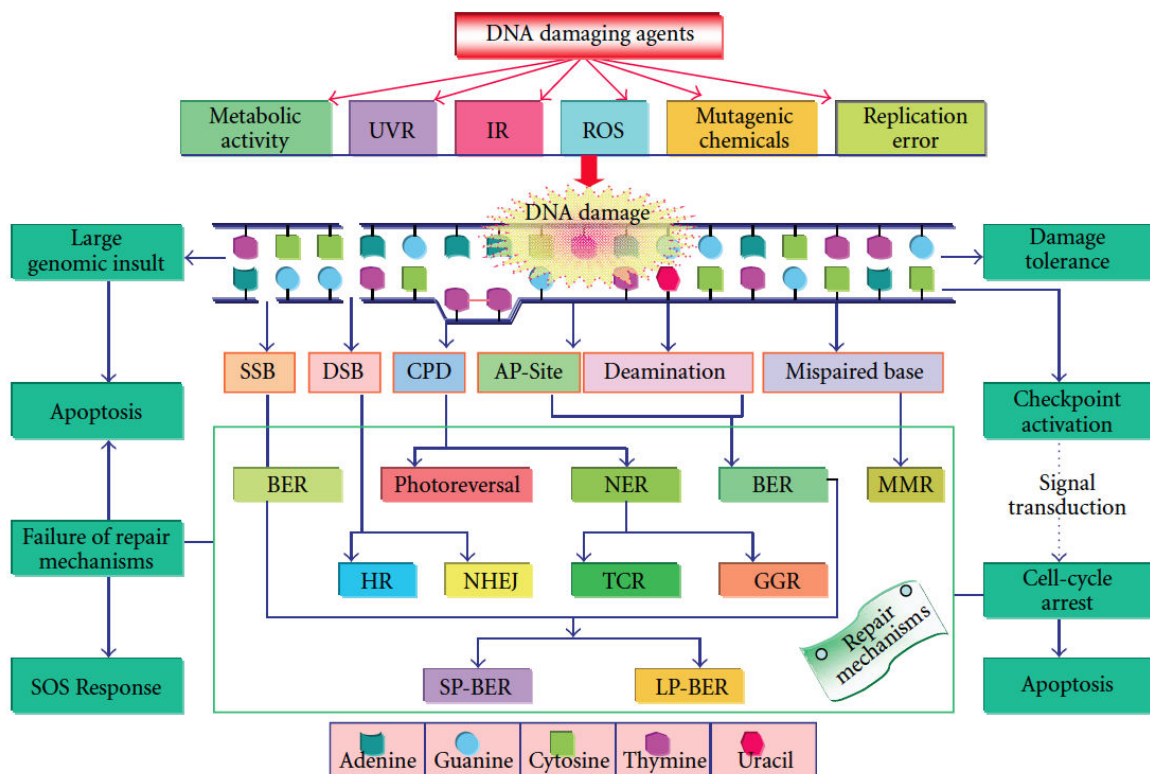 DNA damaging agents
Metabolic
activity
UVR
IR
ROS
Mutagenic
chemicals
Replication
error
DNA damage
Large
genomic insult
Damage
tolerance
SSB
DSB
CPD
AP-Site
Deamination
Mispaired base
Apoptosis
Checkpoint
activation
BER
Photoreversal
NER
BER
MMR
Signal
transduction
Failure of repair
mechanisms
HR
NHEJ
TCR
GGR
Cell-cycle
arrest
Repair
mechanisms
SOS Response
SP-BER
LP-BER
Apoptosis
Adenine
Guanine
Cytosine
Thymine
Uracil